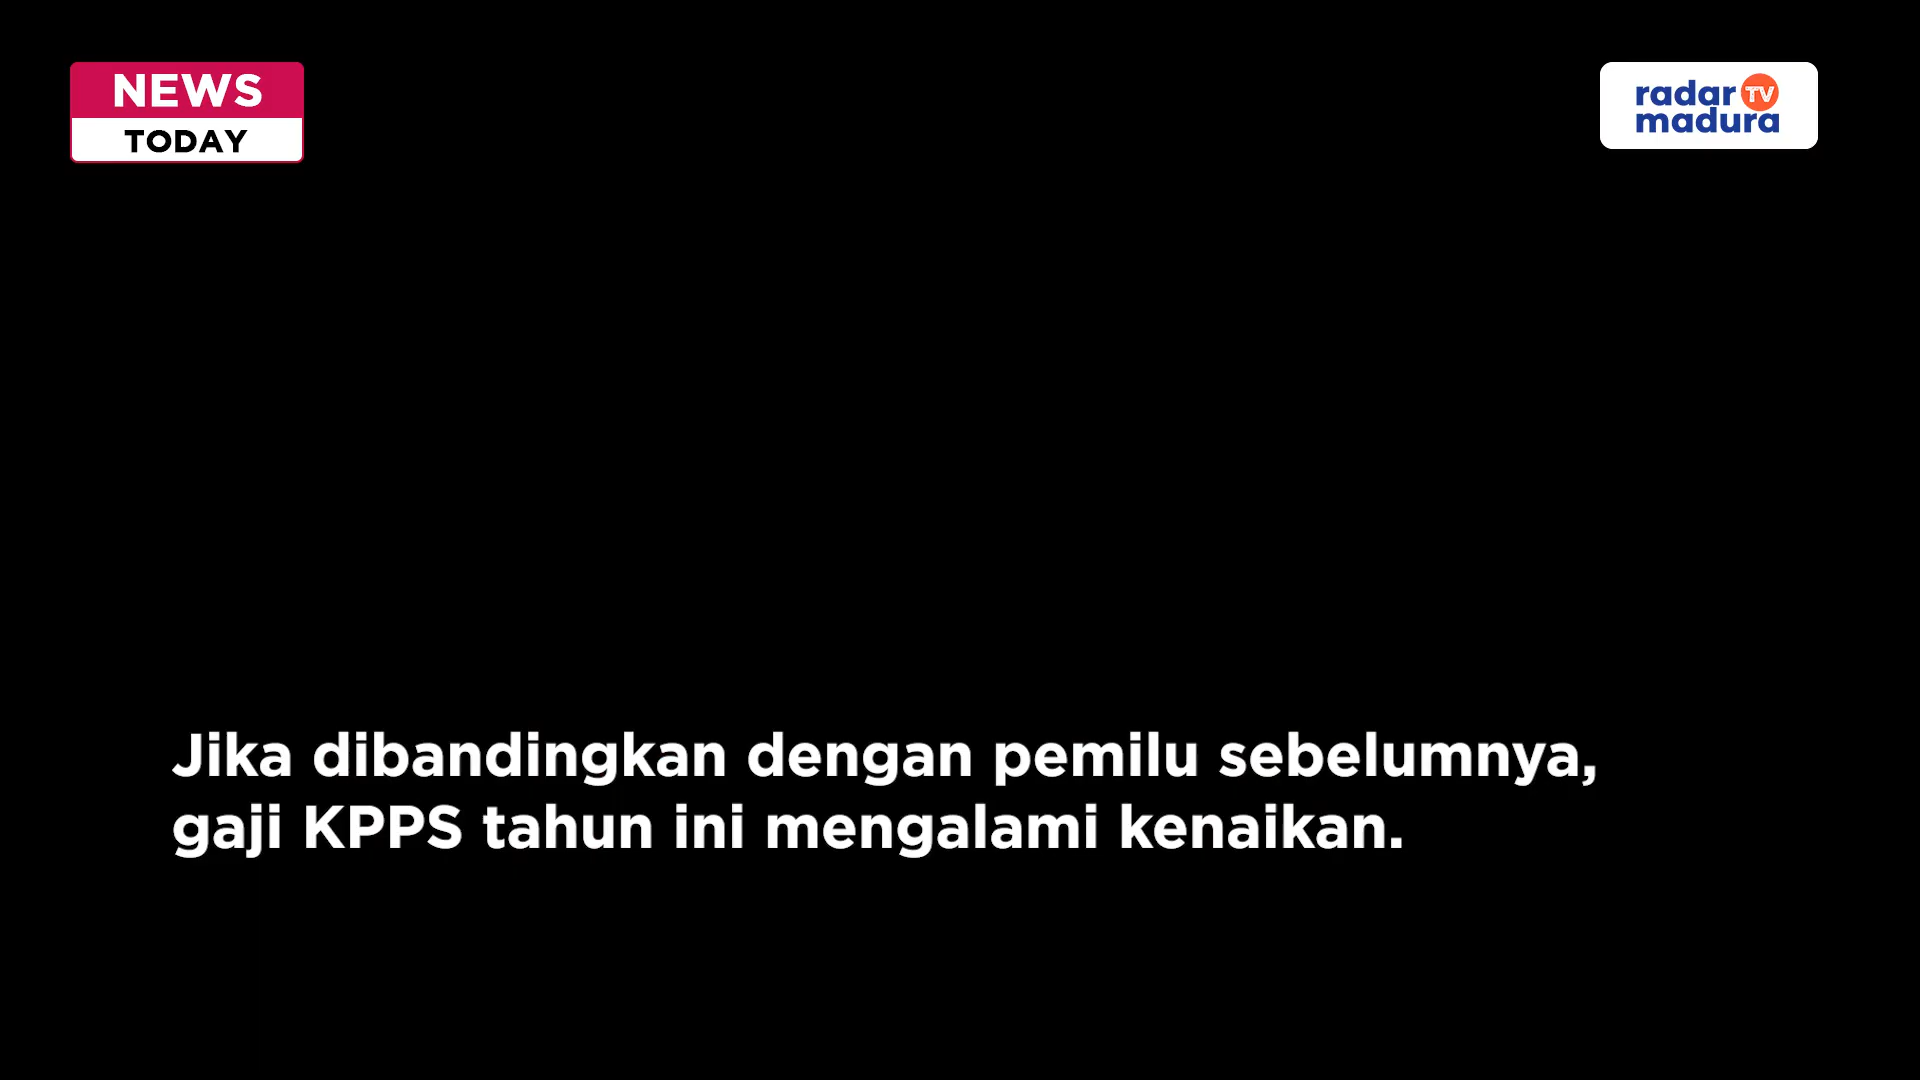 NEWS
TODAY
radar TV
madura
Jika dibandingkan dengan pemilu sebelumnya,
gaji KPPS tahun ini mengalami kenaikan.